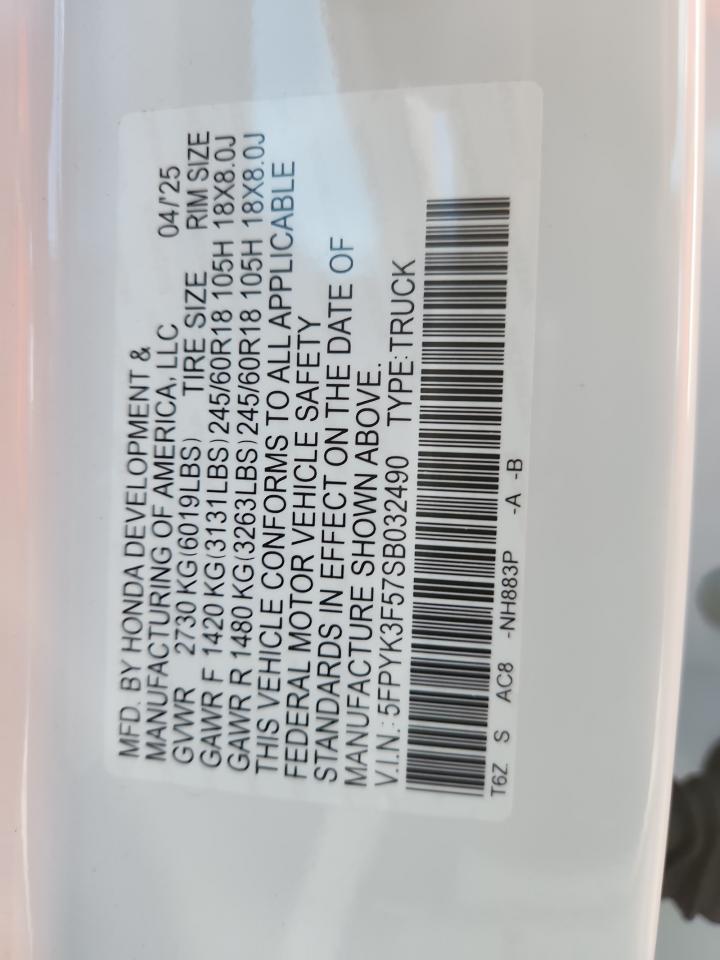 MFD. BY HONDA DEVELOPMENT &
MANUFACTURING OF AMERICA, LLC 04/'25
GVWR 2730 KG(6019LBS) TIRE SIZE RIM SIZE
GAWR F 1420 KG(3131LBS) 245/60R18 105H 18X8.0J
GAWR R 1480 KG(3263LBS) 245/60R18 105H 18X8.0J
THIS VEHICLE CONFORMS TO ALL APPLICABLE
FEDERAL MOTOR VEHICLE SAFETY
STANDARDS IN EFFECT ON THE DATE OF
MANUFACTURE SHOWN ABOVE.
V.I.N.: 5FPYK3F57SB032490 TYPE: TRUCK
T6Z S AC8 -NH883P -A -B